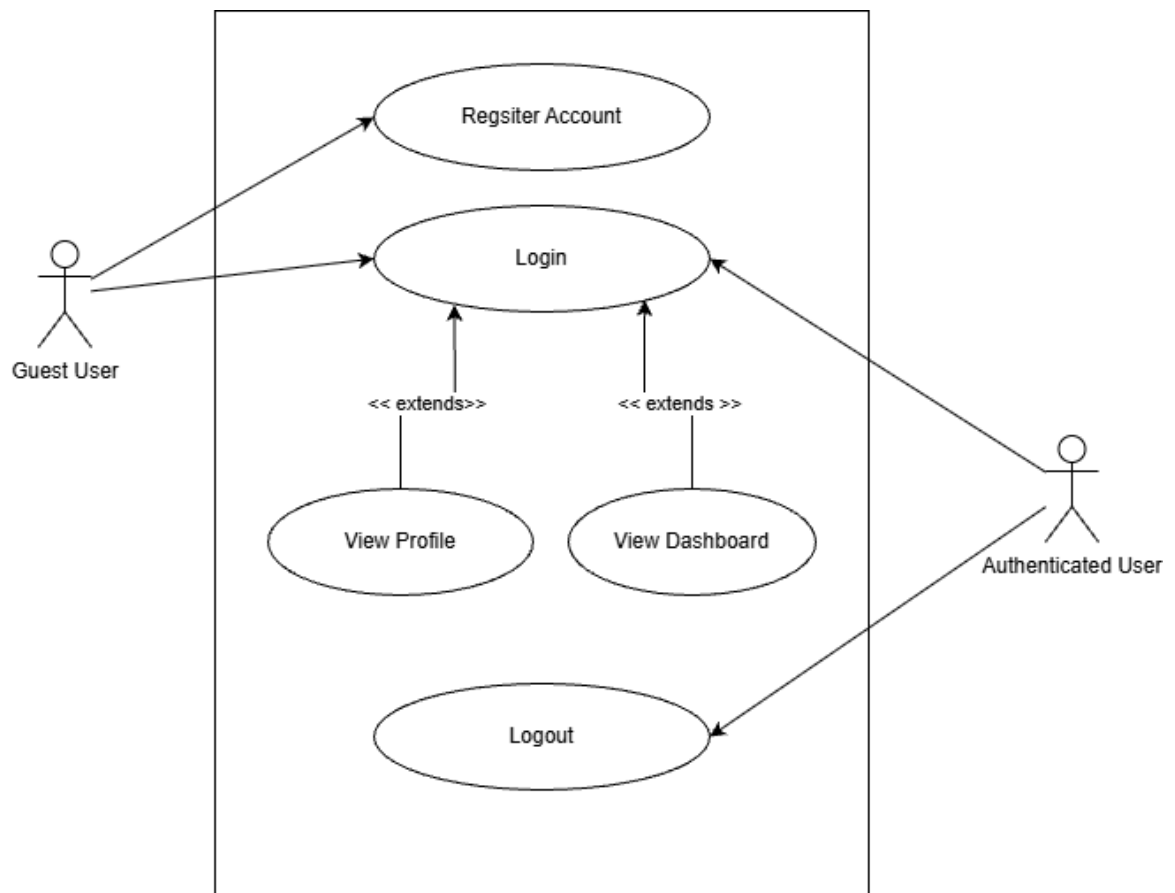 Regsiter Account
Login
Guest User
<< extends>>
<< extends >>
View Profile
View Dashboard
Authenticated User
Logout